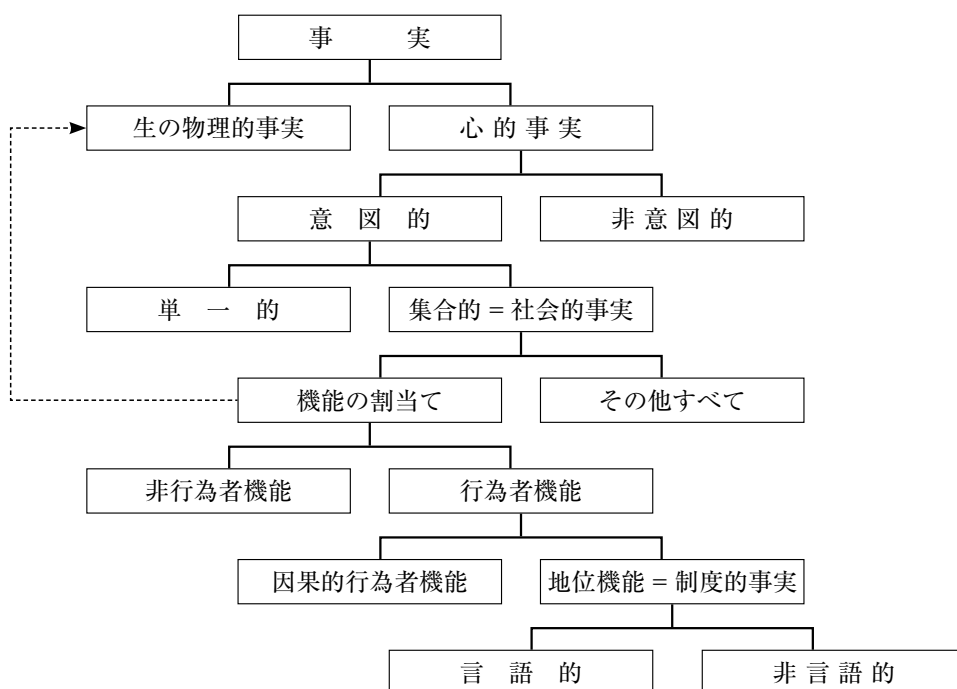 事　実
生の物理的事実
心的事実
意図的
非意図的
単一的
集合的 = 社会的事実
機能の割当て
その他すべて
非行為者機能
行為者機能
因果的行為者機能
地位機能 = 制度的事実
言語的
非言語的